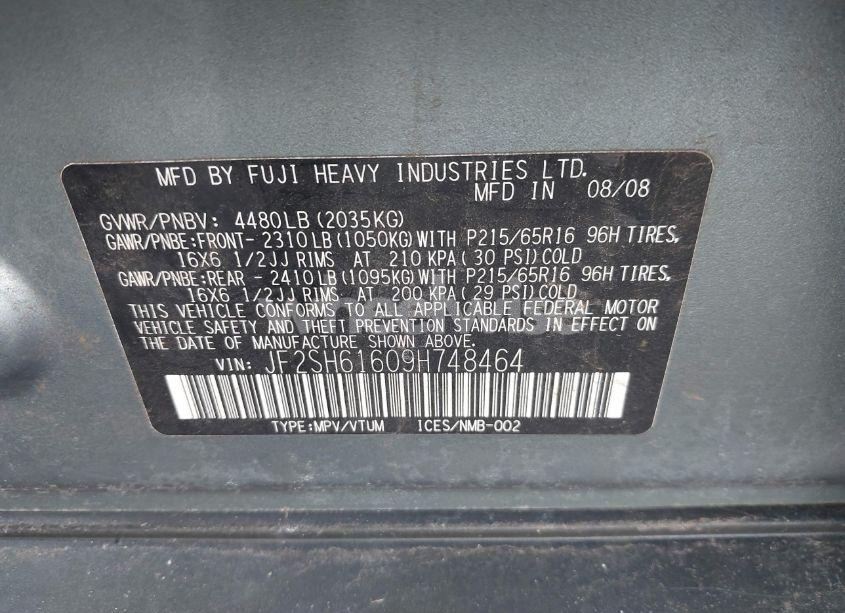 MFD BY FUJI HEAVY INDUSTRIES LTD.
MFD IN 08/08
GVWR/PNBV: 4480LB(2035KG)
GAWR/PNBE:FRONT-2310LB(1050KG)WITH P215/65R16 96H TIRES,
16X6 1/2JJ RIMS AT 210 KPA( 30 PSI)COLD
GAWR/PNBE:REAR -2410LB(1095KG)WITH P215/65R16 96H TIRES,
16X6 1/2JJ RIMS AT 200 KPA( 29 PSI)COLD
THIS VEHICLE CONFORMS TO ALL APPLICABLE FEDERAL MOTOR
VEHICLE SAFETY AND THEFT PREVENTION STANDARDS IN EFFECT ON
THE DATE OF MANUFACTURE SHOWN ABOVE.
VIN: JF2SH61609H748464
TYPE:MPV/VTUM ICES/NMB-002